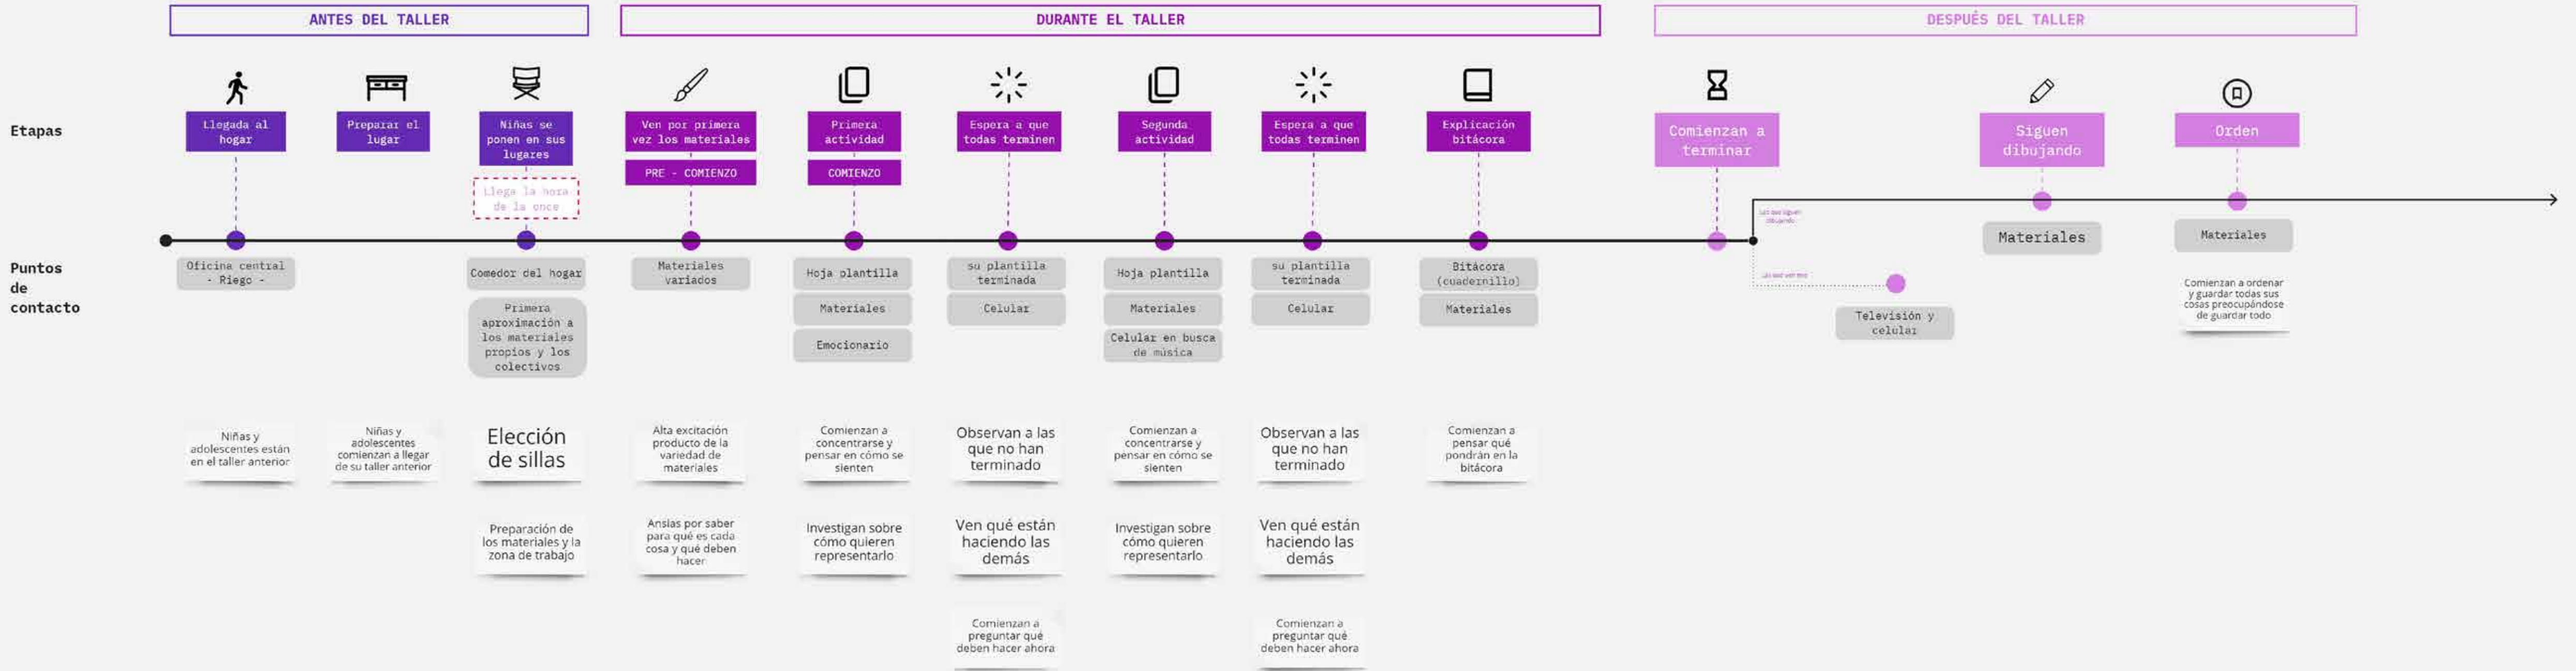 ANTES DEL TALLER
DURANTE EL TALLER
DESPUÉS DEL TALLER
Etapas
Llegada al
hogar
Preparar el
lugar
Niñas se
ponen en sus
lugares
Llega la hora
de la once
Ven por primera
vez los materiales
PRE - COMIENZO
Primera
actividad
COMIENZO
Espera a que
todas terminen
Segunda
actividad
Espera a que
todas terminen
Explicación
bitácora
Comienzan a
terminar
Siguen
dibujando
Orden
Las que siguen
dibujando
Puntos
de
contacto
Oficina central
- Riego -
Comedor del hogar
Primera
aproximación a
los materiales
propios y los
colectivos
Materiales
variados
Hoja plantilla
Materiales
Emocionario
su plantilla
terminada
Celular
Hoja plantilla
Materiales
Celular en busca
de música
su plantilla
terminada
Celular
Bitácora
(cuadernillo)
Materiales
Televisión y
celular
Materiales
Materiales
Comienzan a ordenar
y guardar todas sus
cosas preocupándose
de guardar todo
Niñas y
adolescentes están
en el taller anterior
Niñas y
adolescentes
comienzan a llegar
de su taller anterior
Elección
de sillas
Alta excitación
producto de la
variedad de
materiales
Comienzan a
concentrarse y
pensar en cómo se
sienten
Observan a las
que no han
terminado
Comienzan a
concentrarse y
pensar en cómo se
sienten
Observan a las
que no han
terminado
Comienzan a
pensar qué
pondrán en la
bitácora
Preparación de
los materiales y la
zona de trabajo
Ansias por saber
para qué es cada
cosa y qué deben
hacer
Investigan sobre
cómo quieren
representarlo
Ven qué están
haciendo las
demás
Investigan sobre
cómo quieren
representarlo
Ven qué están
haciendo las
demás
Comienzan a
preguntar qué
deben hacer ahora
Comienzan a
preguntar qué
deben hacer ahora